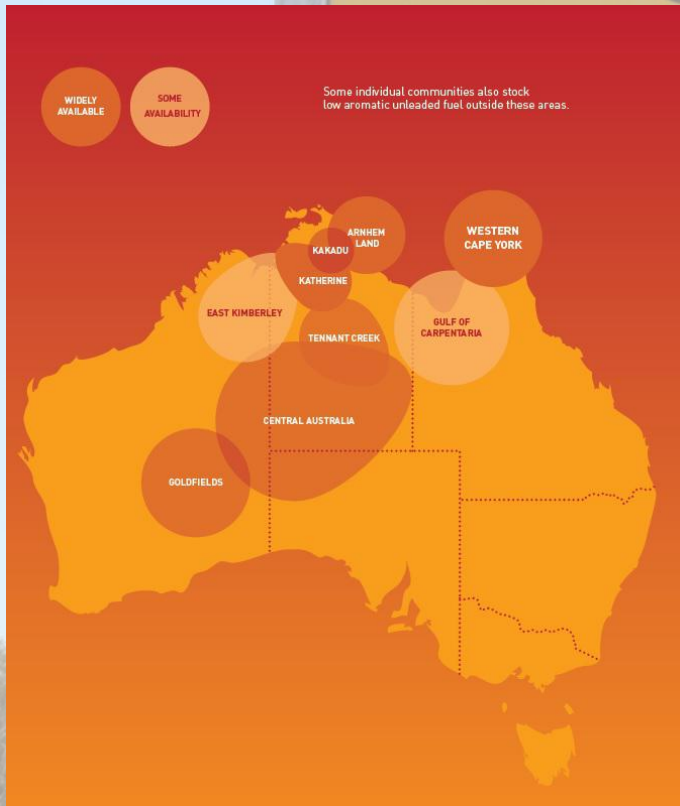 WIDELY
AVAILABLE
SOME
AVAILABILITY
Some individual communities also stock
low aromatic unleaded fuel outside these areas.
ARNHEM
LAND
WESTERN
CAPE YORK
KAKADU
KATHERINE
EAST KIMBERLEY
GULF OF
CARPENTARIA
TENNANT CREEK
CENTRAL AUSTRALIA
GOLDFIELDS